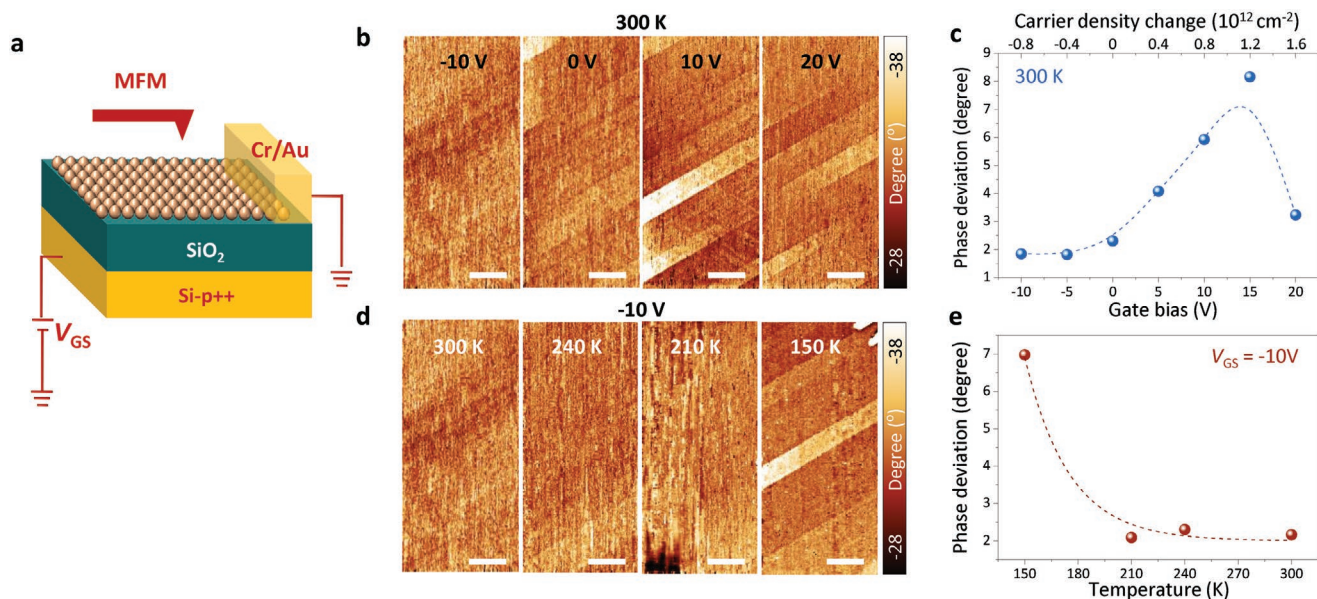 a
MFM
Cr/Au
SiO2
Si-p++
VGS
b
300 K
-10 V
0 V
10 V
20 V
-38
Degree (°)
-28
c
Carrier density change (10¹² cm⁻²)
-0.8 -0.4 0 0.4 0.8 1.2 1.6
300 K
Phase deviation (degree)
9
8
7
6
5
4
3
2
1
-10 -5 0 5 10 15 20
Gate bias (V)
d
-10 V
300 K
240 K
210 K
150 K
-38
Degree (°)
-28
e
VGS = -10V
Phase deviation (degree)
7
6
5
4
3
2
150 180 210 240 270 300
Temperature (K)